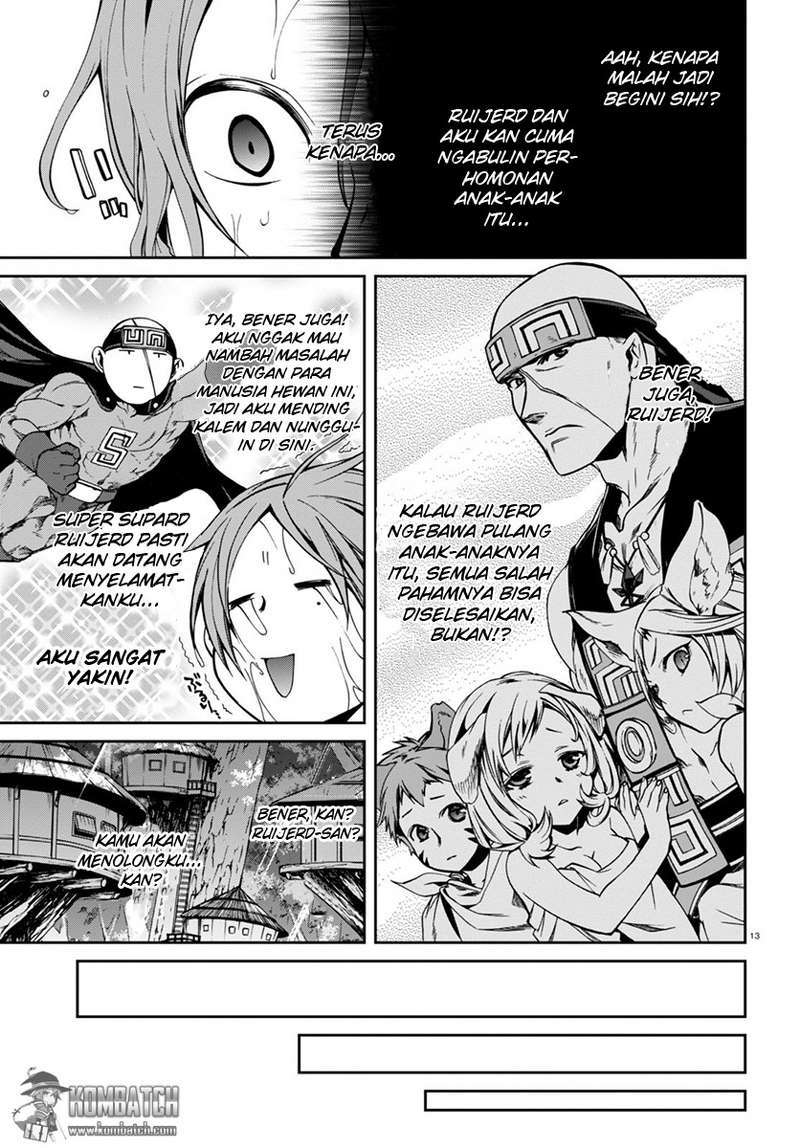 AAH, KENAPA
MALAH JADI
BEGINI SIH!?
RUIJERD DAN
AKU KAN CUMA
NGABULIN PER-
HOMONAN
ANAK-ANAK
ITU...
TERUS
KENAPA...
BENER
JUGA,
RUIJERD!
KALAU RUIJERD
NGEBAWA PULANG
ANAK-ANAKNYA
ITU, SEMUA SALAH
PAHAMNYA BISA
DISELESAIKAN,
BUKAN!?
IYA, BENER JUGA!
AKU NGGAK MAU
NAMBAH MASALAH
DENGAN PARA
MANUSIA HEWAN INI,
JADI AKU MENDING
KALEM DAN NUNGGU-
IN DI SINI.
S
SUPER SUPARD
RUIJERD PASTI
AKAN DATANG
MENYELAMAT-
KANKU...
AKU SANGAT
YAKIN!
BENER, KAN?
RUIJERD-SAN?
KAMU AKAN
MENOLONGKU...
KAN?
13
KOMBATCH
www.kombatch.com